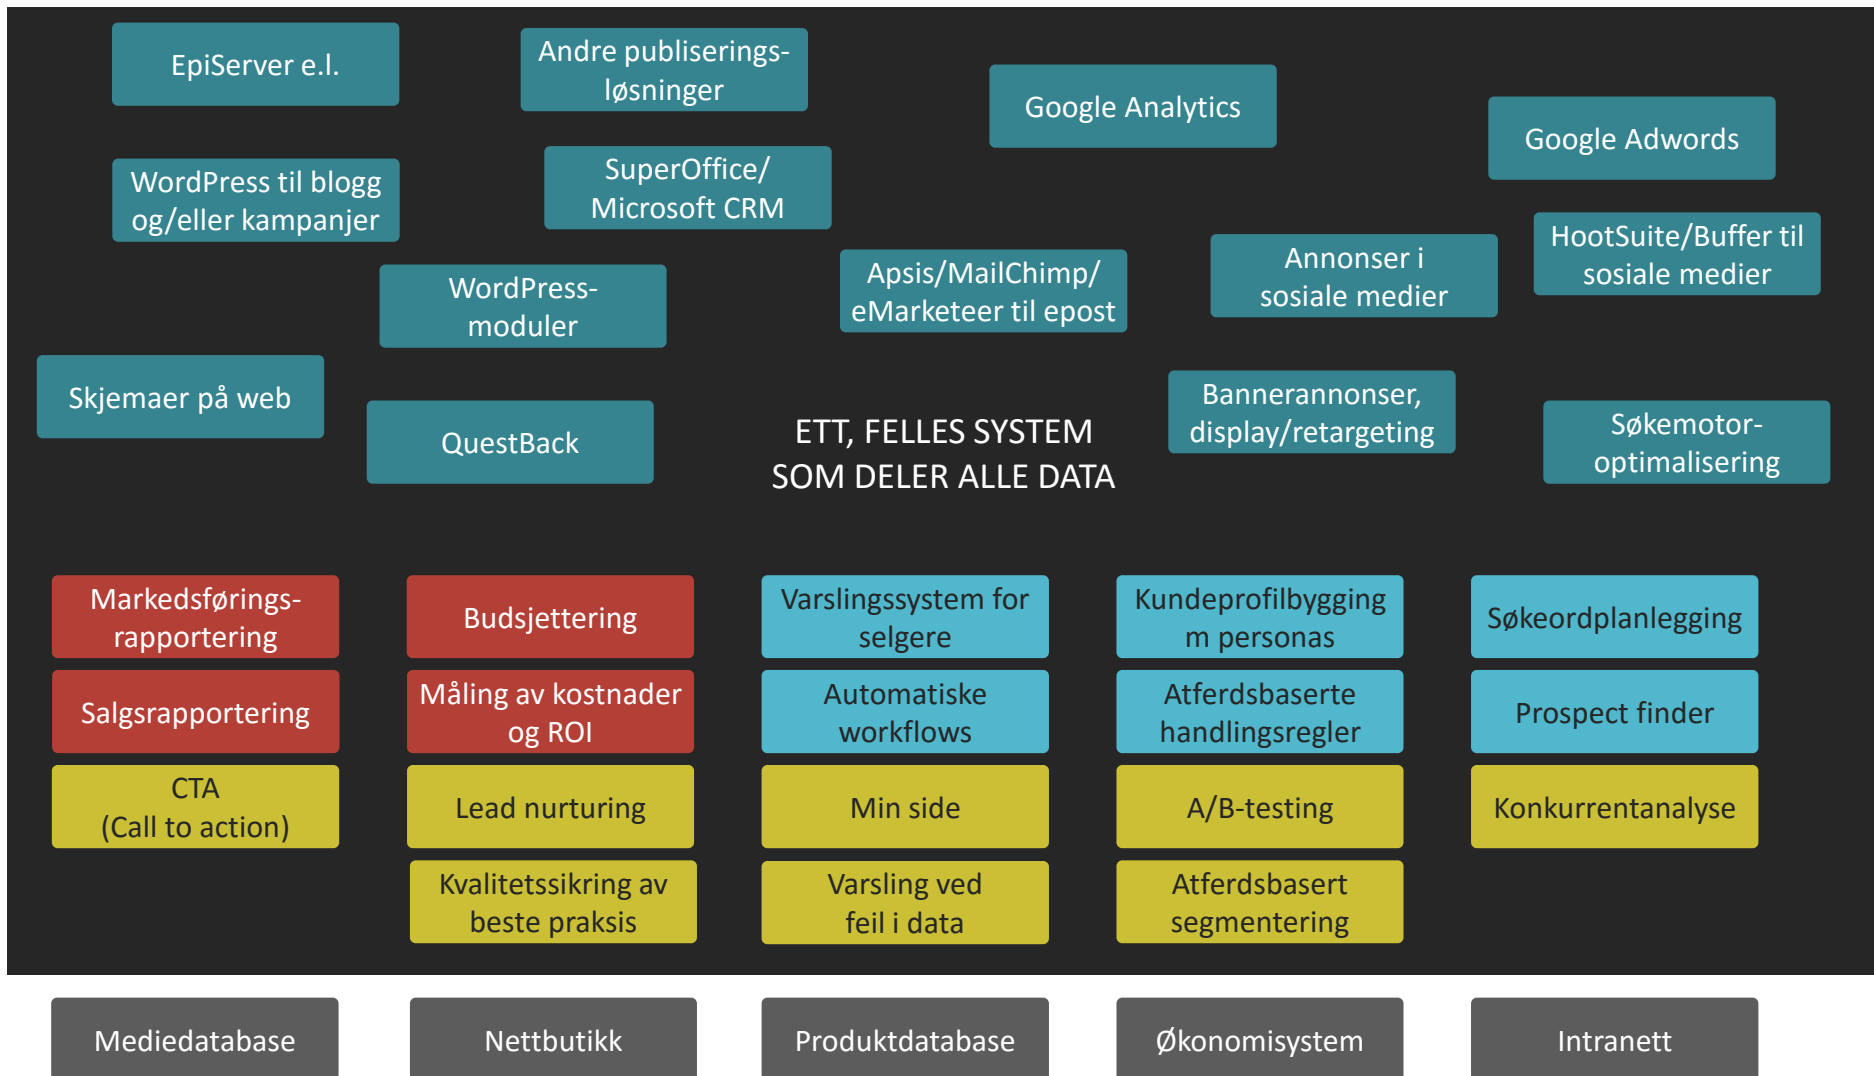 EpiServer e.l.
Andre publiserings-
løsninger
Google Analytics
Google Adwords
WordPress til blogg
og/eller kampanjer
SuperOffice/
Microsoft CRM
HootSuite/Buffer til
sosiale medier
Annonser i
sosiale medier
Apsis/MailChimp/
eMarketeer til epost
WordPress-
moduler
Skjemaer på web
Bannerannonser,
display/retargeting
QuestBack
ETT, FELLES SYSTEM
SOM DELER ALLE DATA
Søkemotor-
optimalisering
Markedsførings-
rapportering
Budsjettering
Varslingssystem for
selgere
Kundeprofilbygging
m personas
Søkeordplanlegging
Salgsrapportering
Måling av kostnader
og ROI
Automatiske
workflows
Atferdsbaserte
handlingsregler
Prospect finder
CTA
(Call to action)
Lead nurturing
Min side
A/B-testing
Konkurrentanalyse
Kvalitetssikring av
beste praksis
Varsling ved
feil i data
Atferdsbasert
segmentering
Mediedatabase
Nettbutikk
Produktdatabase
Økonomisystem
Intranett